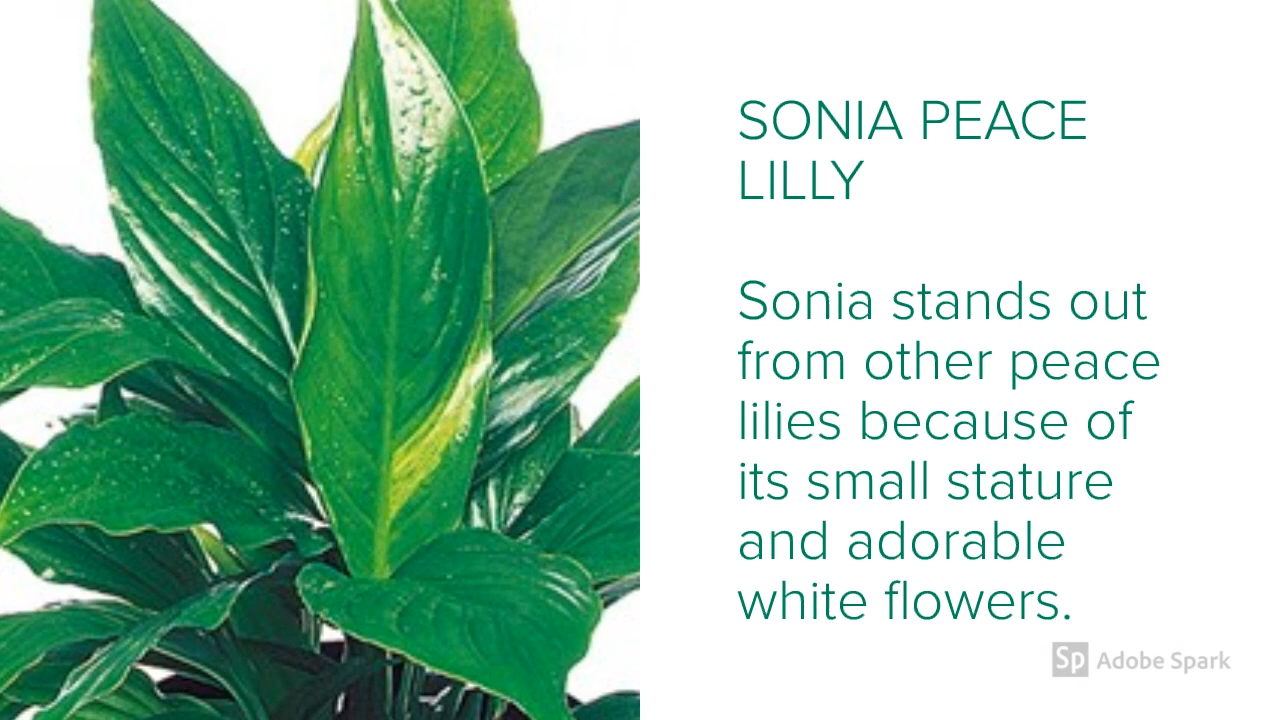 SONIA PEACE
LILLY
Sonia stands out
from other peace
lilies because of
its small stature
and adorable
white flowers.
Sp Adobe Spark